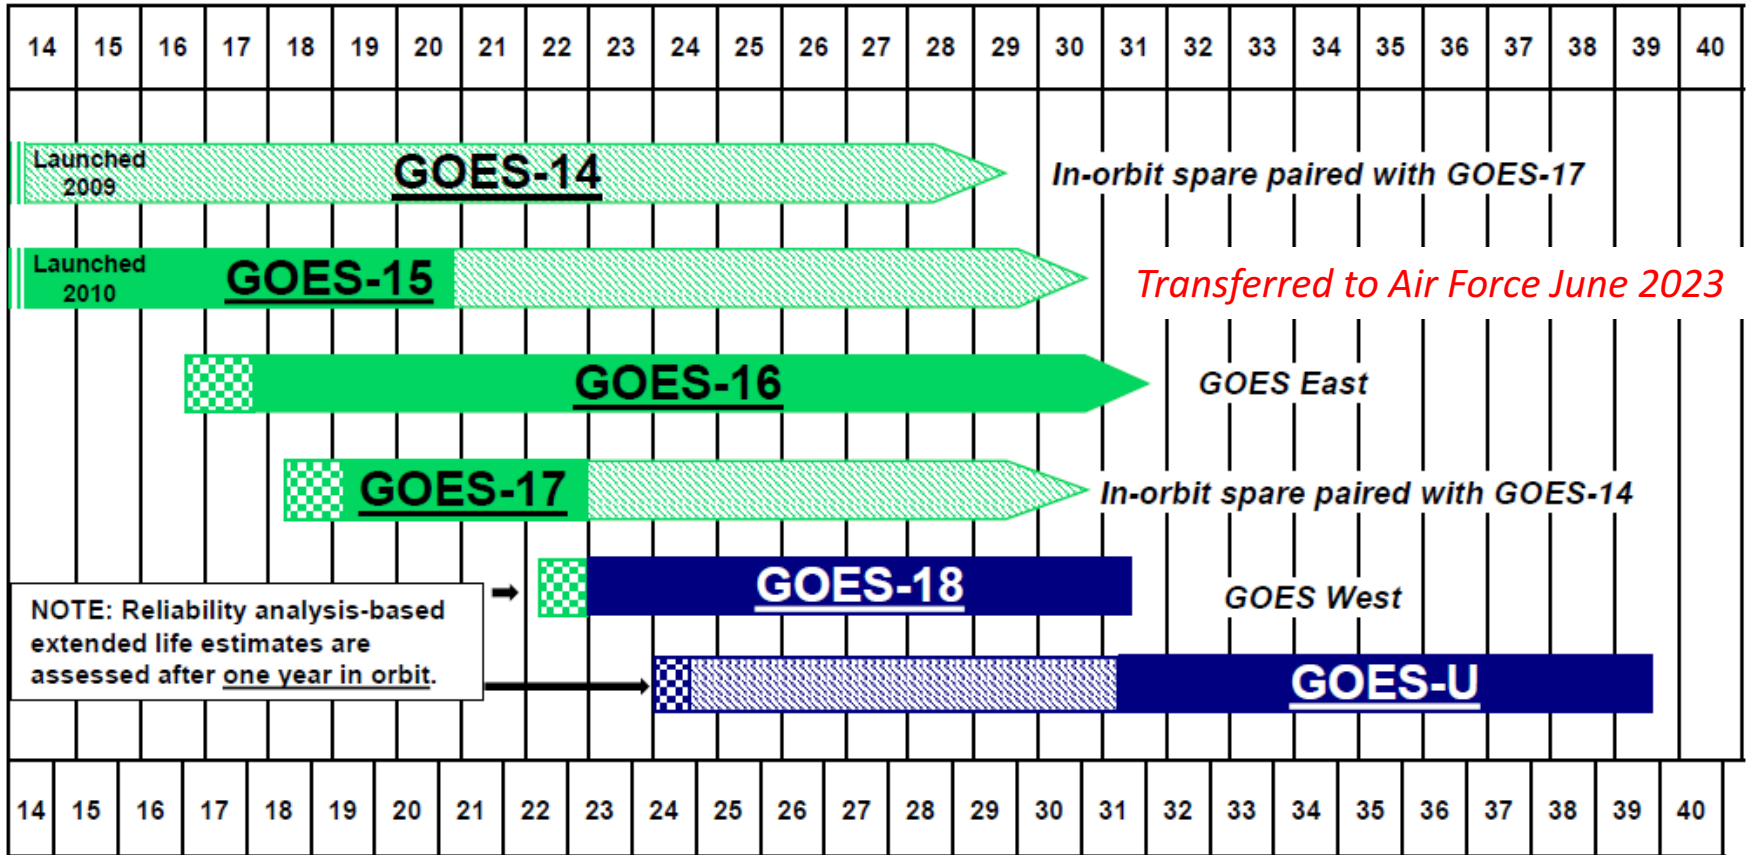 14 15 16 17 18 19 20 21 22 23 24 25 26 27 28 29 30 31 32 33 34 35 36 37 38 39 40
Launched
2009
GOES-14
In-orbit spare paired with GOES-17
Launched
2010
GOES-15
Transferred to Air Force June 2023
GOES-16
GOES East
GOES-17
In-orbit spare paired with GOES-14
GOES-18
GOES West
NOTE: Reliability analysis-based
extended life estimates are
assessed after one year in orbit.
GOES-U
14 15 16 17 18 19 20 21 22 23 24 25 26 27 28 29 30 31 32 33 34 35 36 37 38 39 40